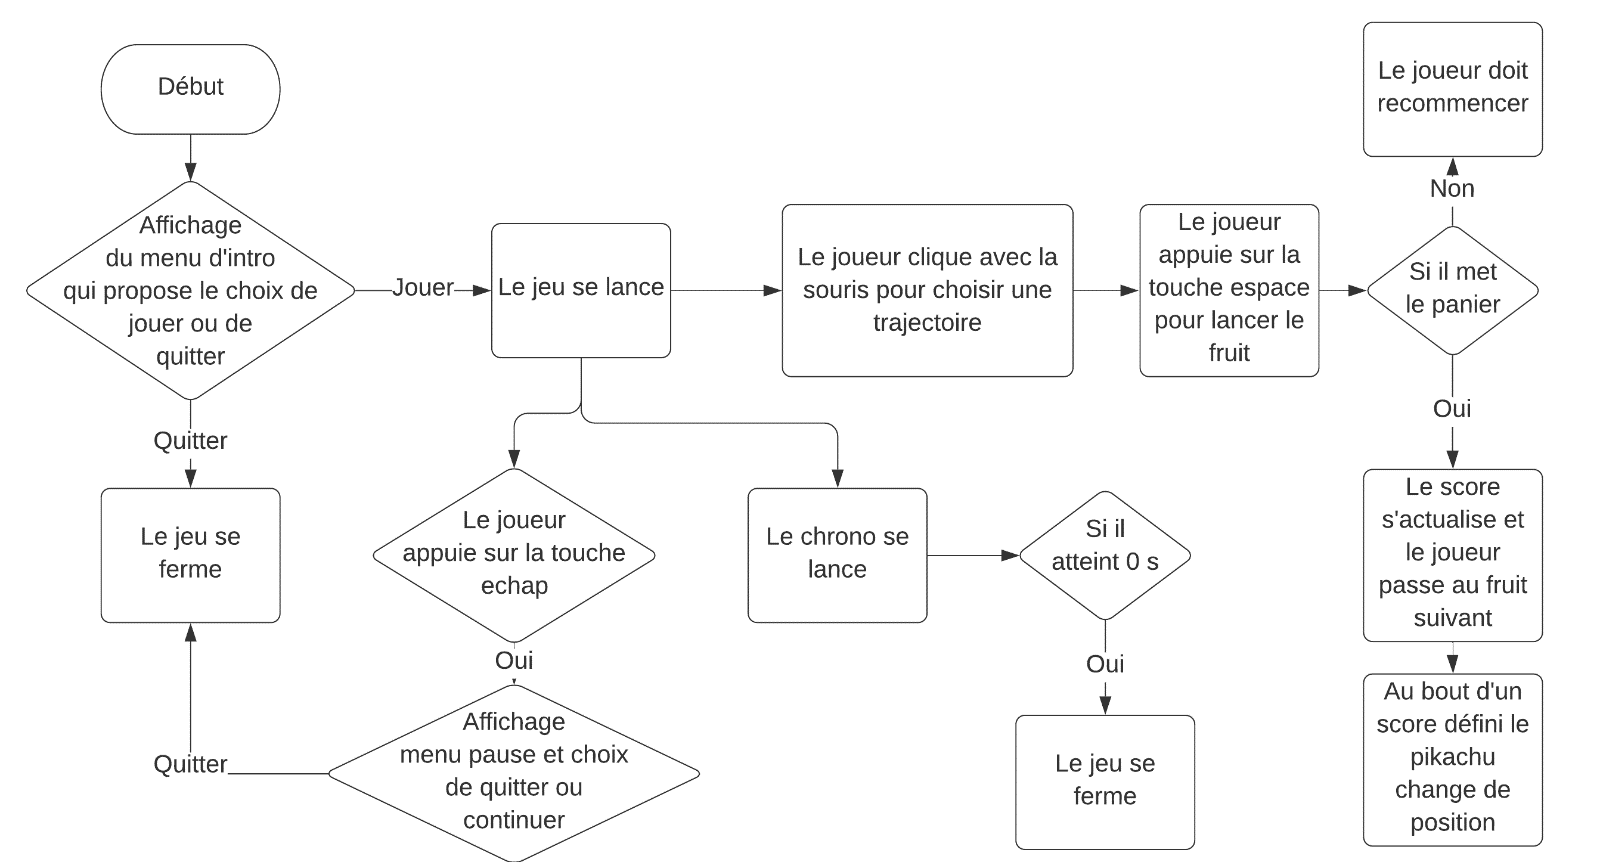 Début
Affichage
du menu d'intro
qui propose le choix de
jouer ou de
quitter
Jouer
Quitter
Le jeu se
ferme
Le jeu se lance
Le joueur clique avec la
souris pour choisir une
trajectoire
Le joueur
appuie sur la
touche espace
pour lancer le
fruit
Si il met
le panier
Non
Le joueur doit
recommencer
Oui
Le score
s'actualise et
le joueur
passe au fruit
suivant
Au bout d'un
score défini le
pikachu
change de
position
Le joueur
appuie sur la touche
echap
Oui
Affichage
menu pause et choix
de quitter ou
continuer
Quitter
Le chrono se
lance
Si il
atteint 0 s
Oui
Le jeu se
ferme